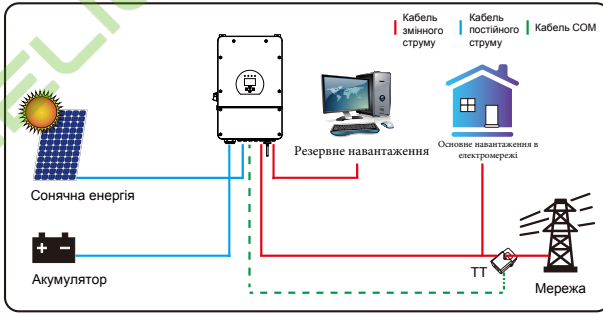 Кабель
змінного
струму
Кабель
постійного
струму
Кабель COM
Резервне навантаження
Основне навантаження в
електромережі
Сонячна енергія
Акумулятор
ТТ
Мережа